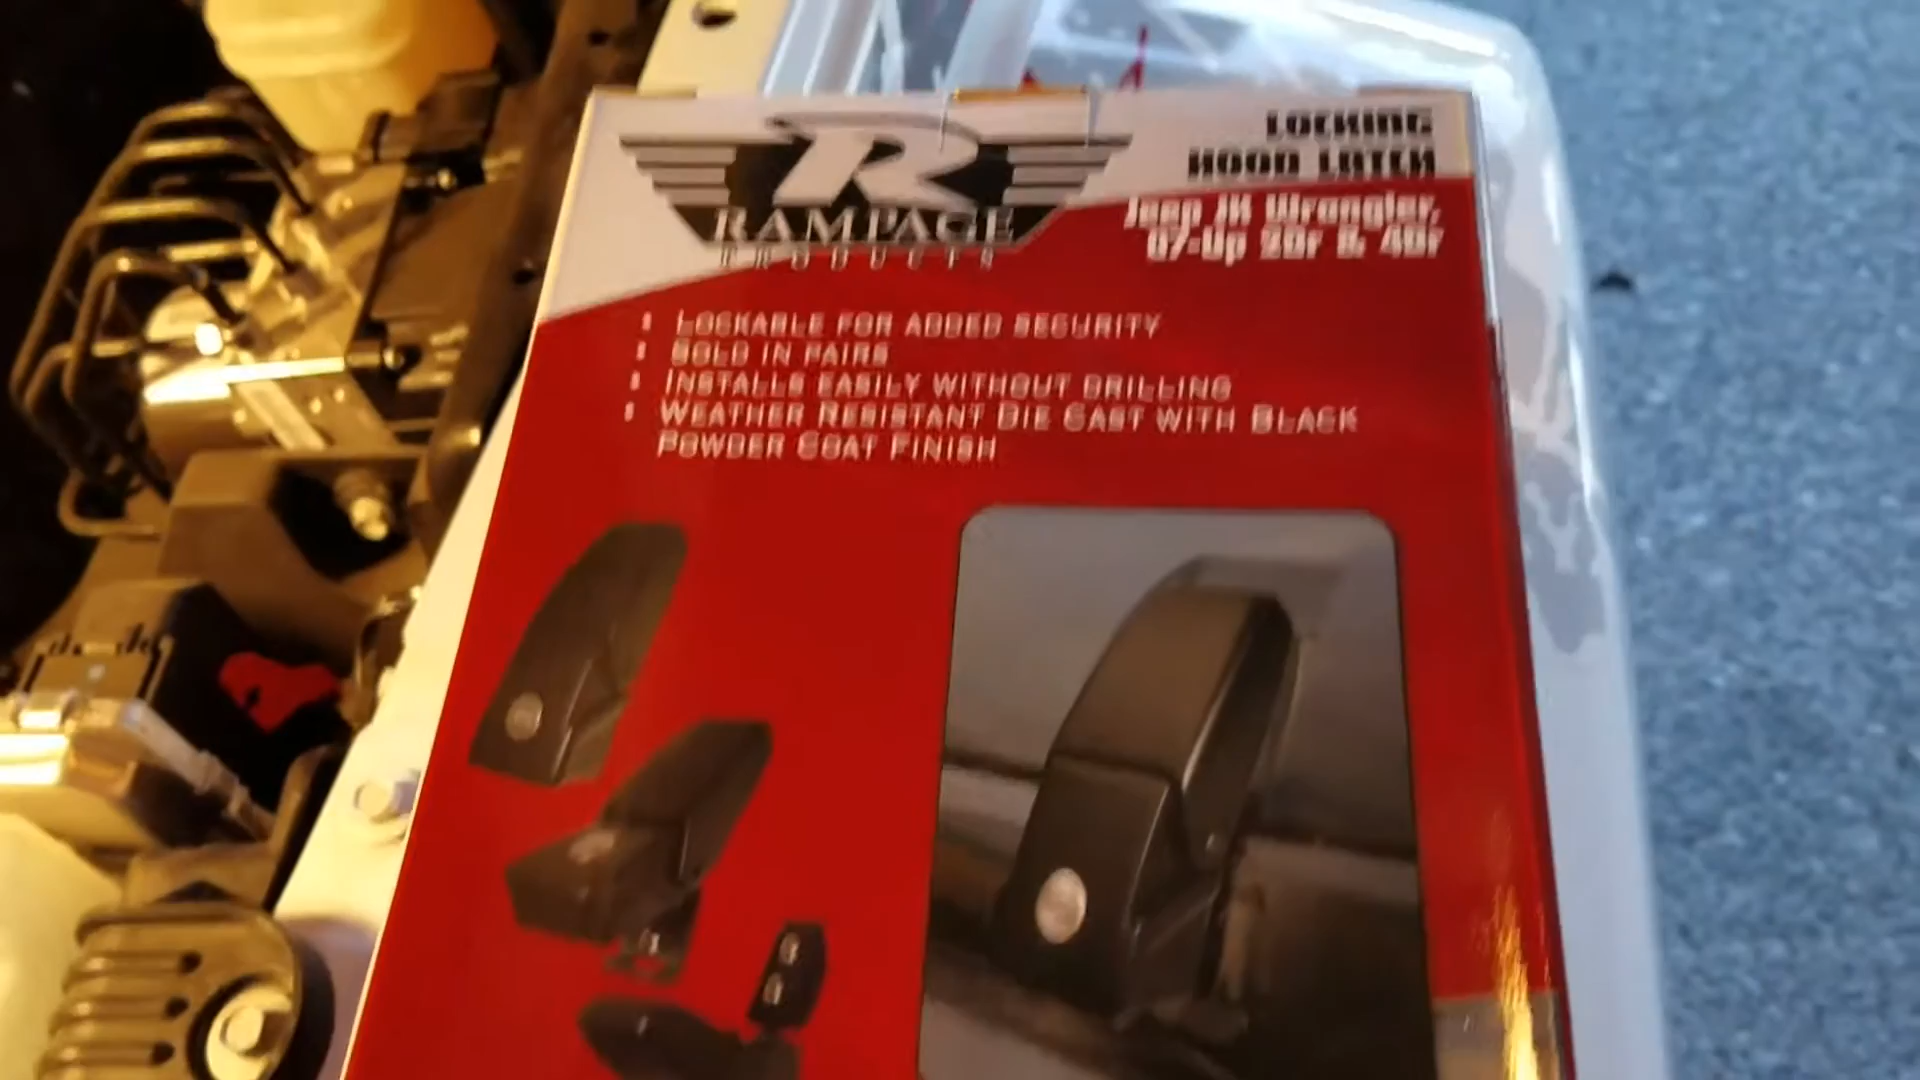 R
RAMPAGE
PRODUCTS
LOCKING
HOOD LATCH
Jeep JK Wrangler,
07-Up 2Dr & 4Dr
LOCKABLE FOR ADDED SECURITY
SOLD IN PAIRS
INSTALLS EASILY WITHOUT DRILLING
WEATHER RESISTANT DIE CAST WITH BLACK
POWDER COAT FINISH